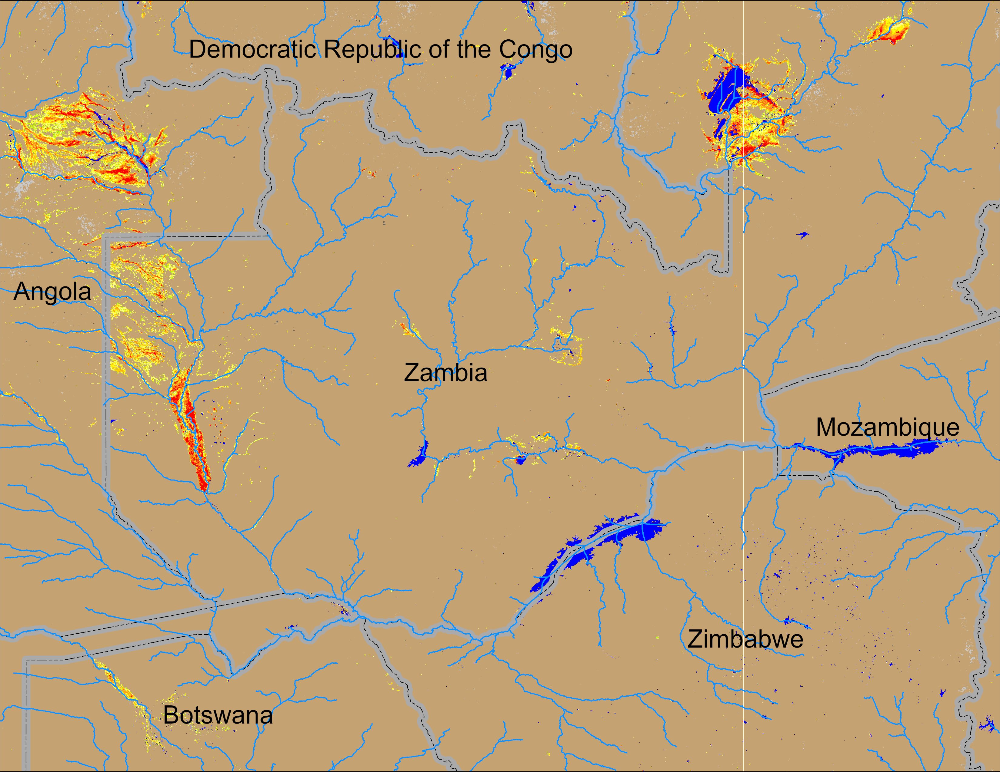 Democratic Republic of the Congo
Angola
Zambia
Mozambique
Zimbabwe
Botswana